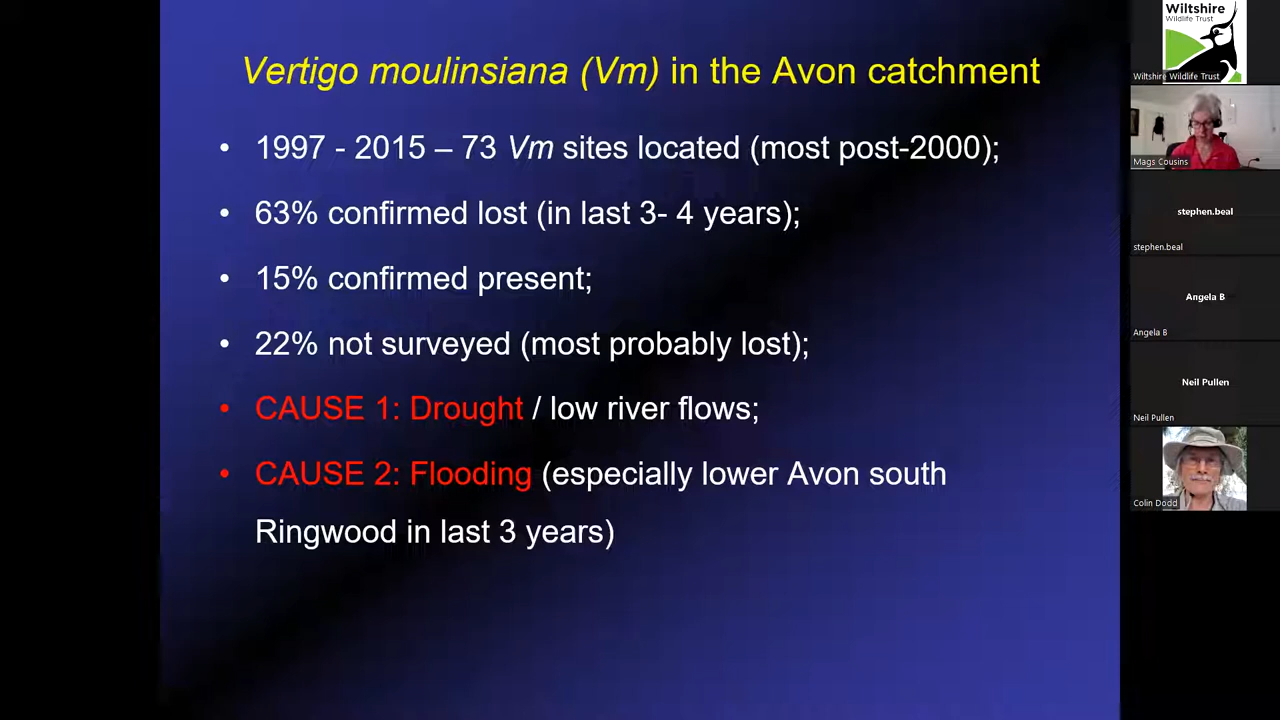 Vertigo moulinsiana (Vm) in the Avon catchment
• 1997 - 2015 – 73 Vm sites located (most post-2000);
• 63% confirmed lost (in last 3- 4 years);
• 15% confirmed present;
• 22% not surveyed (most probably lost);
• CAUSE 1: Drought / low river flows;
• CAUSE 2: Flooding (especially lower Avon south
Ringwood in last 3 years)
Wiltshire
Wildlife Trust
Wiltshire Wildlife Trust
Mags Cousins
stephen.beal
stephen.beal
Angela B
Angela B
Neil Pullen
Neil Pullen
Colin Dodd